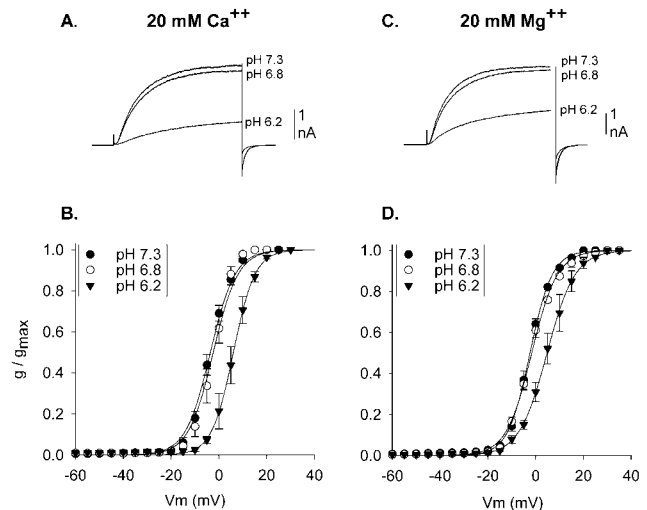 A. 20 mM Ca++
C. 20 mM Mg++
pH 7.3
pH 6.8
pH 6.2
1
nA
pH 7.3
pH 6.8
pH 6.2
1
nA
B.
g / gmax
1.0
0.8
0.6
0.4
0.2
0.0
pH 7.3
pH 6.8
pH 6.2
-60 -40 -20 0 20 40
Vm (mV)
D.
pH 7.3
pH 6.8
pH 6.2
1.0
0.8
0.6
0.4
0.2
0.0
-60 -40 -20 0 20 40
Vm (mV)